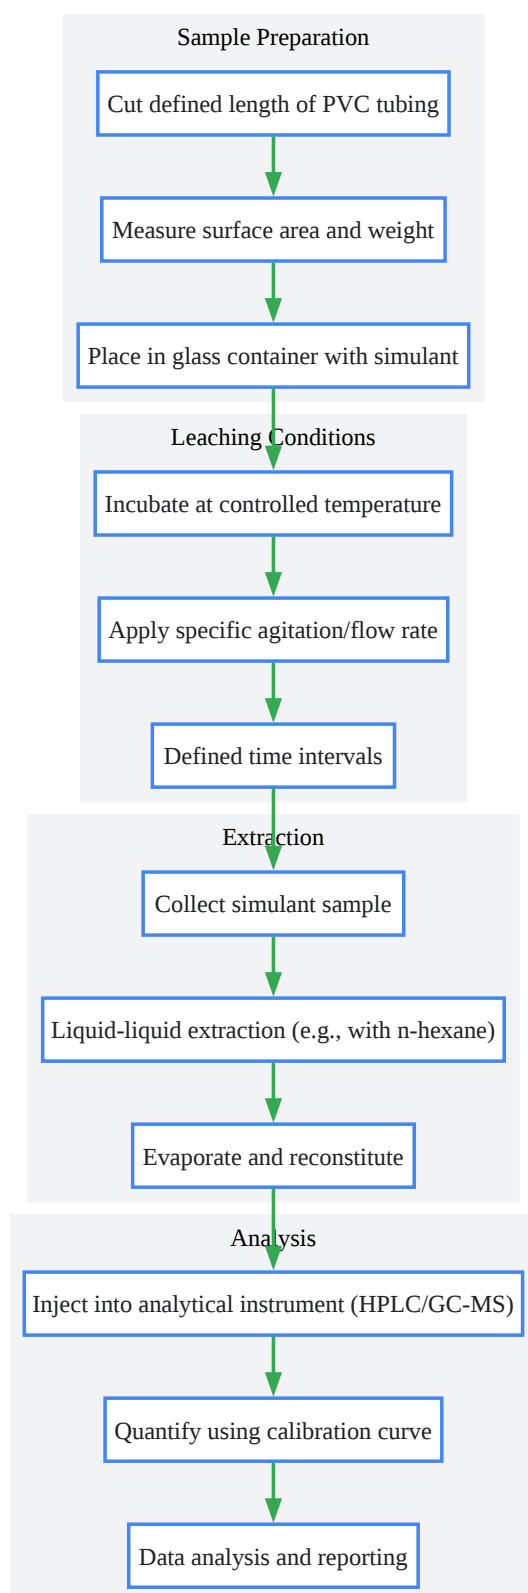 Sample Preparation
Cut defined length of PVC tubing
Measure surface area and weight
Place in glass container with simulant
Leaching Conditions
Incubate at controlled temperature
Apply specific agitation/flow rate
Defined time intervals
Extraction
Collect simulant sample
Liquid-liquid extraction (e.g., with n-hexane)
Evaporate and reconstitute
Analysis
Inject into analytical instrument (HPLC/GC-MS)
Quantify using calibration curve
Data analysis and reporting